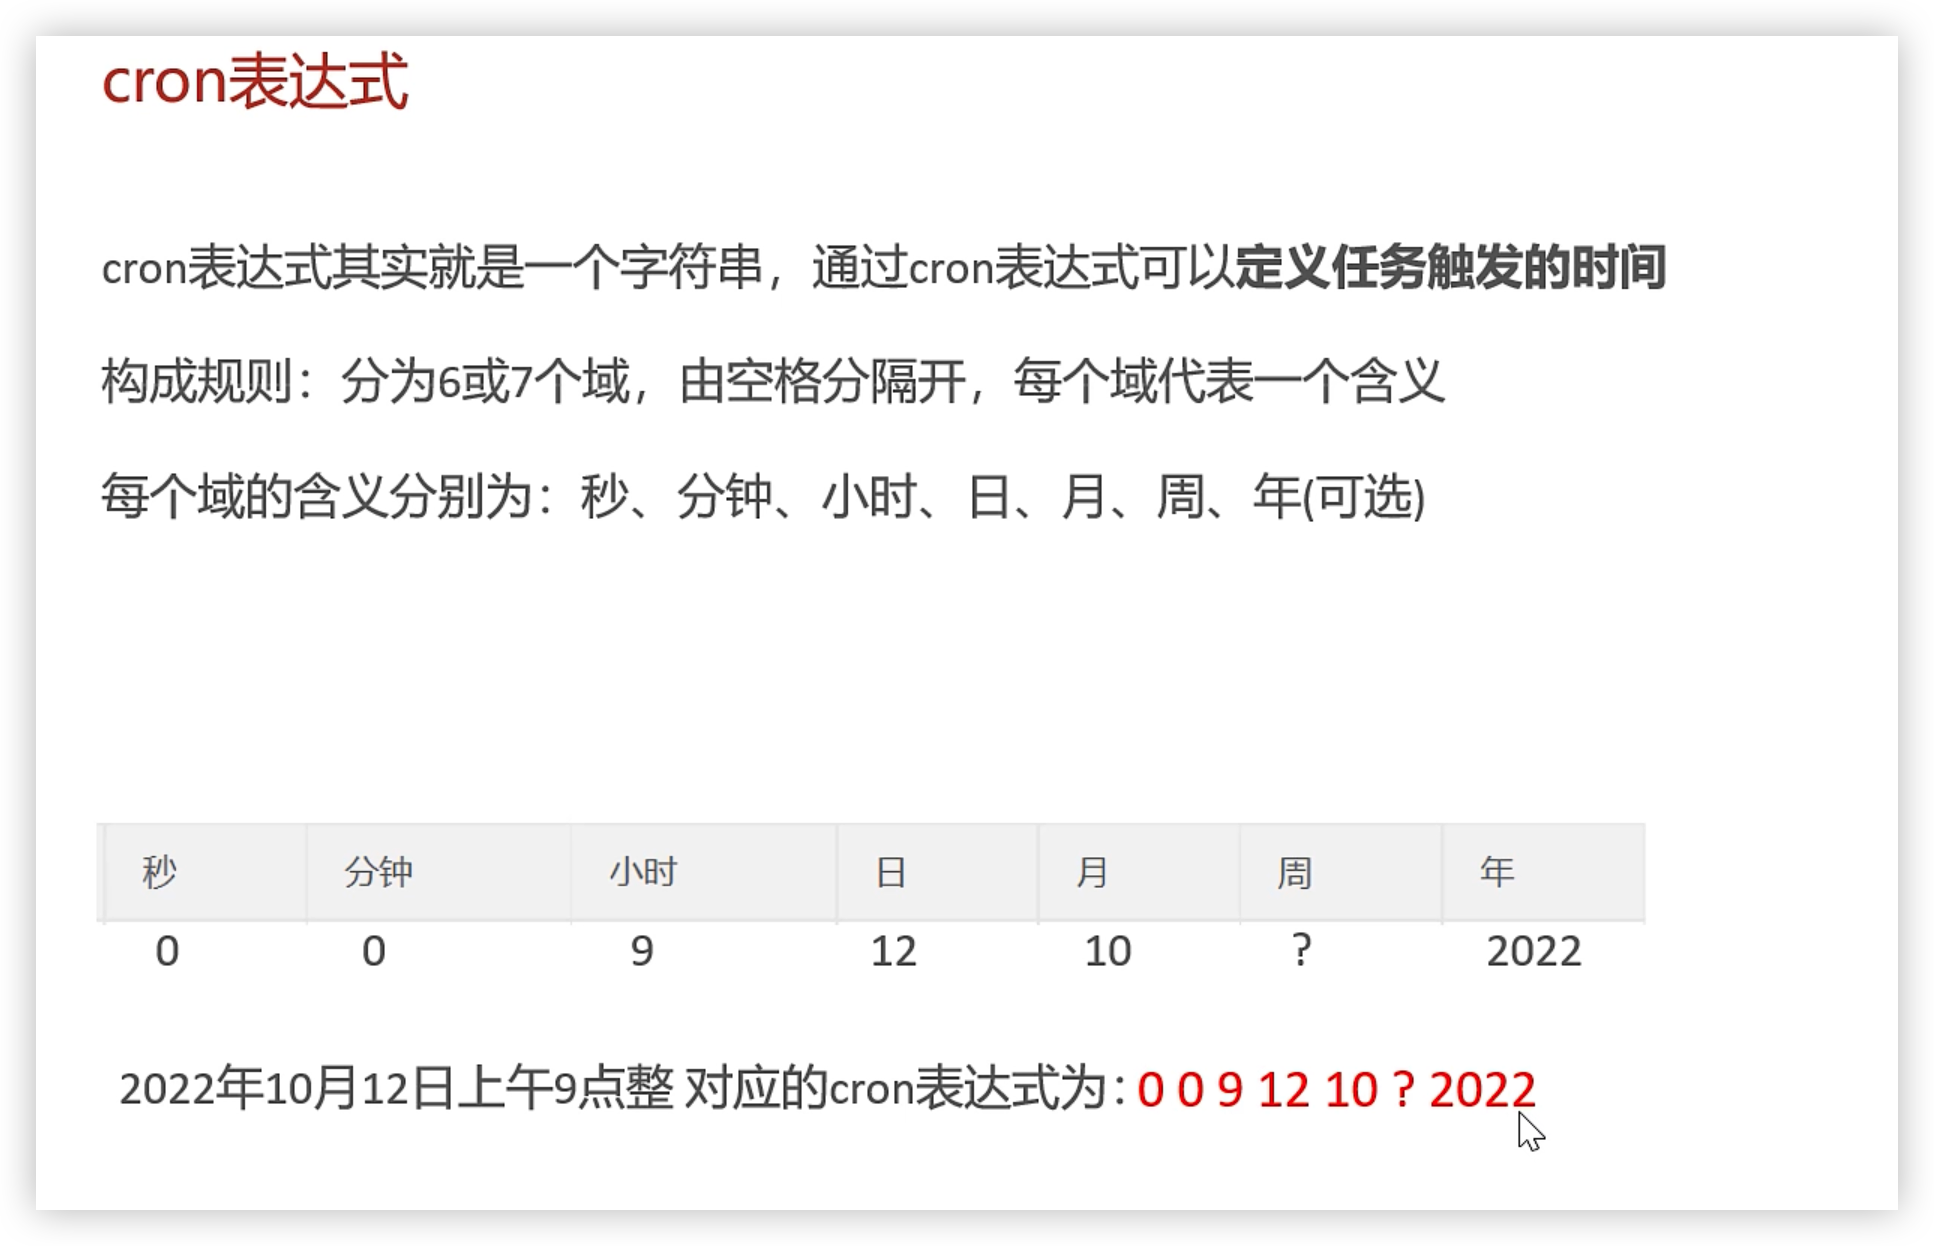 cron表达式
cron表达式其实就是一个字符串，通过cron表达式可以定义任务触发的时间
构成规则：分为6或7个域，由空格分隔开，每个域代表一个含义
每个域的含义分别为：秒、分钟、小时、日、月、周、年(可选)
秒 分钟 小时 日 月 周 年
0 0 9 12 10 ? 2022
2022年10月12日上午9点整 对应的cron表达式为：0 0 9 12 10 ? 2022